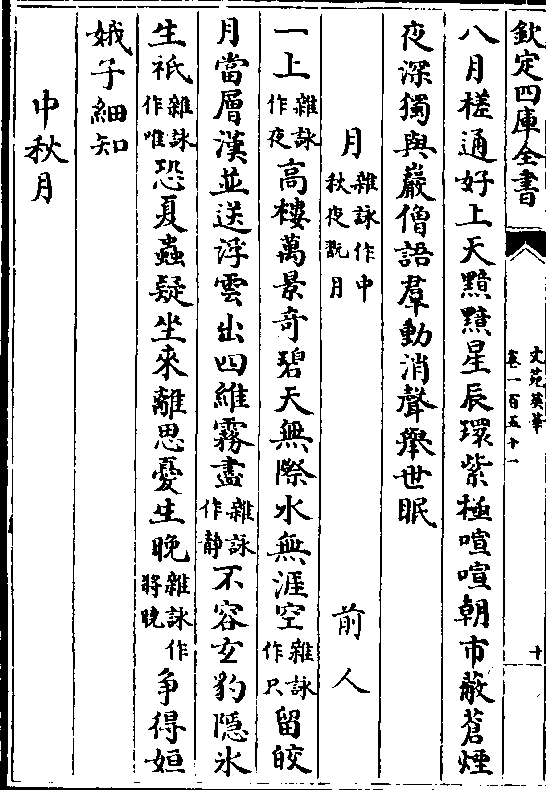 欽定四庫全書
文苑英華
卷一百五十一
十
八月槎通好上天黯黯星辰環紫極喧喧朝市蔽蒼煙
夜深獨與巖僧語羣動消聲舉世眠
月雜詠作中秋夜翫月 前人
一上雜詠作夜高樓萬景奇碧天無際水無涯空雜詠作只留皎
月當層漢並送浮雲出四維霧盡雜詠作静不容玄豹隱氷
生祇雜詠作唯恐夏蟲疑坐來離思憂生晚雜詠作將曉争得姮
娥子細知
中秋月